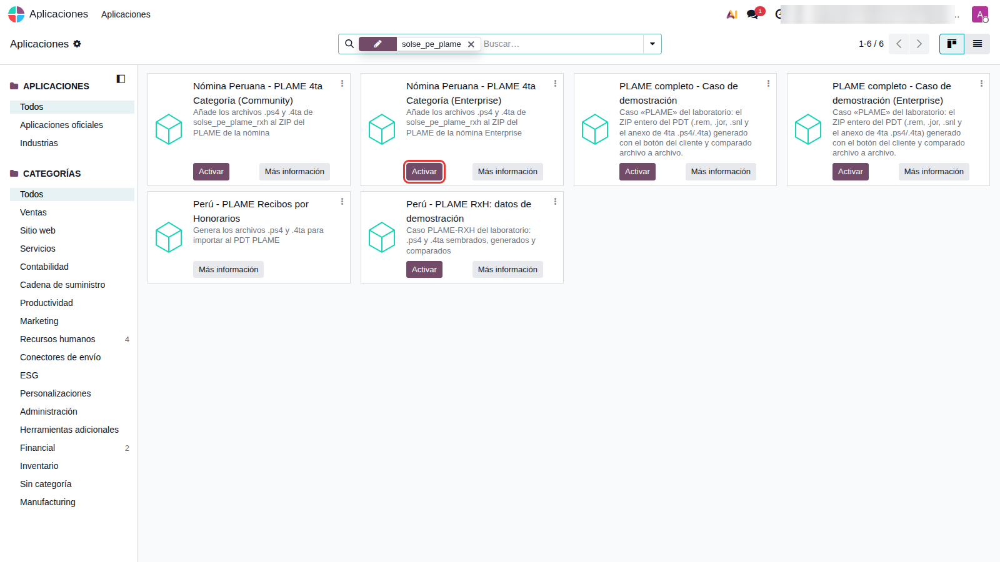 Aplicaciones
Aplicaciones
AI
1
A
Aplicaciones
solse_pe_plame
Buscar...
1-6 / 6
APLICACIONES
Todos
Aplicaciones oficiales
Industrias
CATEGORÍAS
Todos
Ventas
Sitio web
Servicios
Contabilidad
Cadena de suministro
Productividad
Marketing
Recursos humanos 4
Conectores de envío
ESG
Personalizaciones
Administración
Herramientas adicionales
Financial 2
Inventario
Sin categoría
Manufacturing
Nómina Peruana - PLAME 4ta
Categoría (Community)
Añade los archivos .ps4 y .4ta de
solse_pe_plame_rxh al ZIP del
PLAME de la nómina
Activar Más información
Nómina Peruana - PLAME 4ta
Categoría (Enterprise)
Añade los archivos .ps4 y .4ta de
solse_pe_plame_rxh al ZIP del
PLAME de la nómina Enterprise
Activar Más información
PLAME completo - Caso de
demostración
Caso «PLAME» del laboratorio: el
ZIP entero del PDT (.rem, .jor, .snl y
el anexo de 4ta .ps4/.4ta) generado
con el botón del cliente y comparado
archivo a archivo.
Activar Más información
PLAME completo - Caso de
demostración (Enterprise)
Caso «PLAME» del laboratorio: el
ZIP entero del PDT (.rem, .jor, .snl y
el anexo de 4ta .ps4/.4ta) generado
con el botón del cliente y comparado
archivo a archivo.
Activar Más información
Perú - PLAME Recibos por
Honorarios
Genera los archivos .ps4 y .4ta para
importar al PDT PLAME
Más información
Perú - PLAME RxH: datos de
demostración
Caso PLAME-RXH del laboratorio:
.ps4 y .4ta sembrados, generados y
comparados
Activar Más información